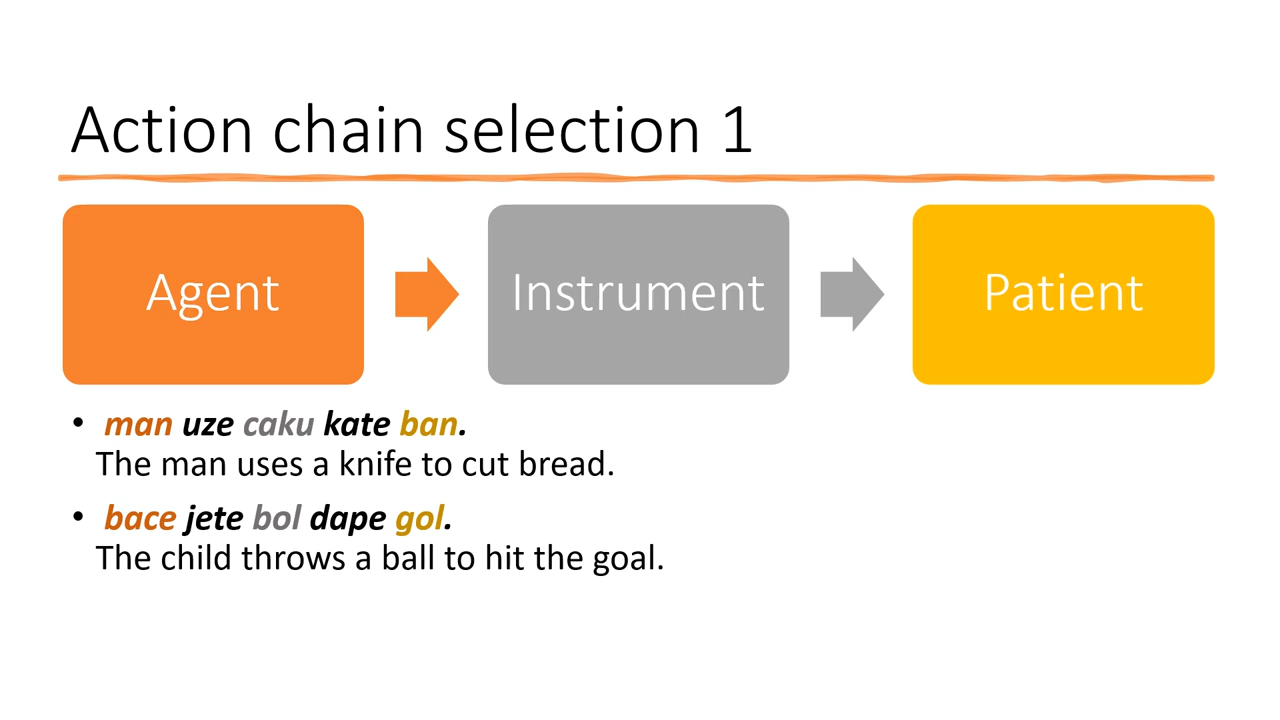 Action chain selection 1
Agent
Instrument
Patient
• man uze caku kate ban.
The man uses a knife to cut bread.
• bace jete bol dape gol.
The child throws a ball to hit the goal.